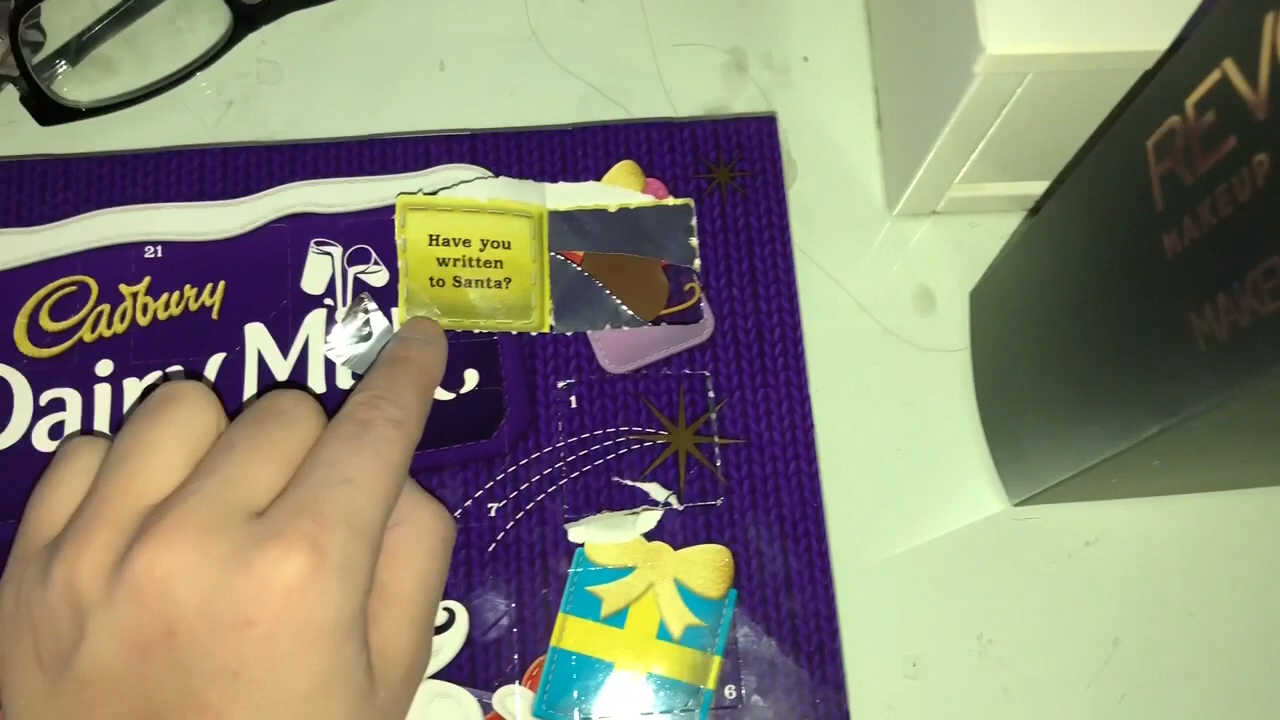 21
Cadbury
Dairy M
Have you
written
to Santa?
1
7
6
REV
MAKEUP
MAKE